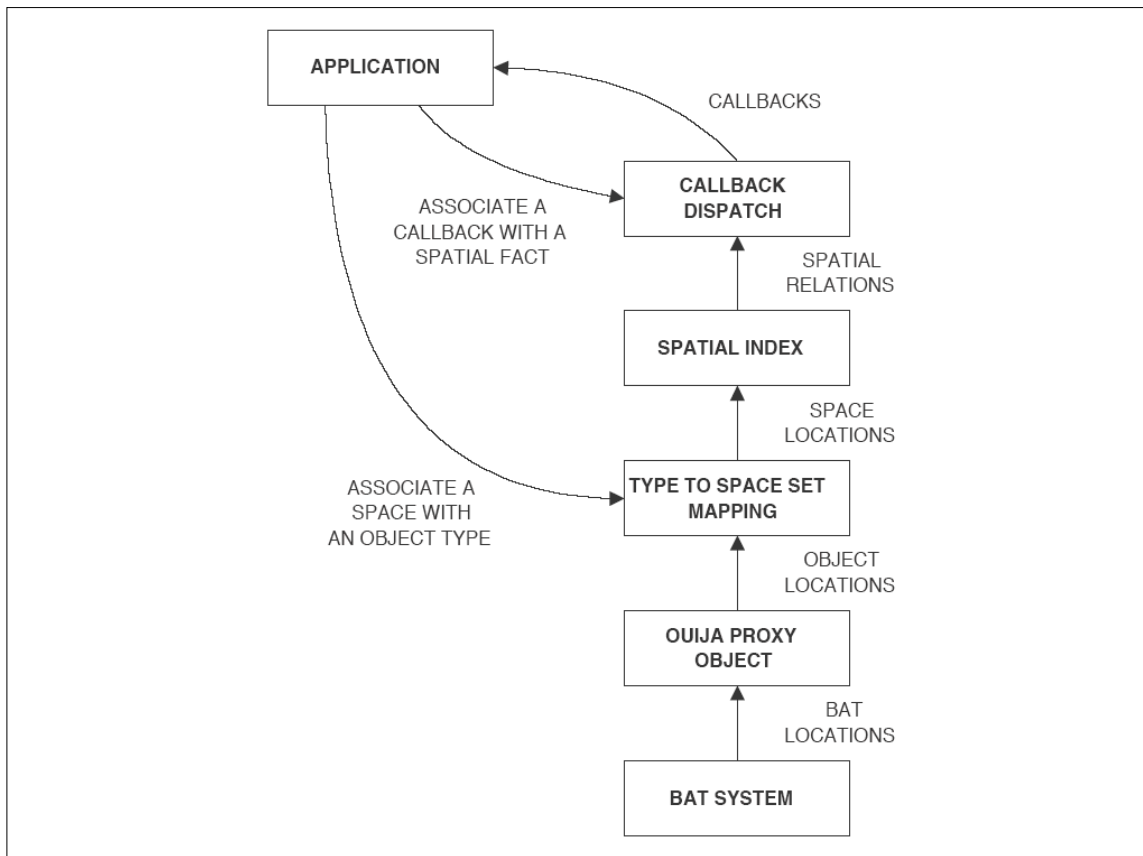 APPLICATION
CALLBACKS
CALLBACK
DISPATCH
ASSOCIATE A
CALLBACK WITH A
SPATIAL FACT
SPATIAL
RELATIONS
SPATIAL INDEX
SPACE
LOCATIONS
TYPE TO SPACE SET
MAPPING
ASSOCIATE A
SPACE WITH
AN OBJECT TYPE
OBJECT
LOCATIONS
OUIJA PROXY
OBJECT
BAT
LOCATIONS
BAT SYSTEM